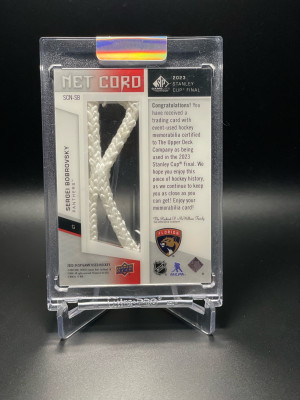 NET CORD
SCN-SB
SERGEI BOBROVSKY
PANTHERS®
G
2023
STANLEY
CUP® FINAL
Congratulations! You
have received a
trading card with
event-used hockey
memorabilia certified
to The Upper Deck
Company as being
used in the 2023
Stanley Cup® Final. We
hope you enjoy this
piece of hockey history,
as we continue to keep
you as close as you
can get! Enjoy your
memorabilia card!
FLORIDA
NHL
NHLPA